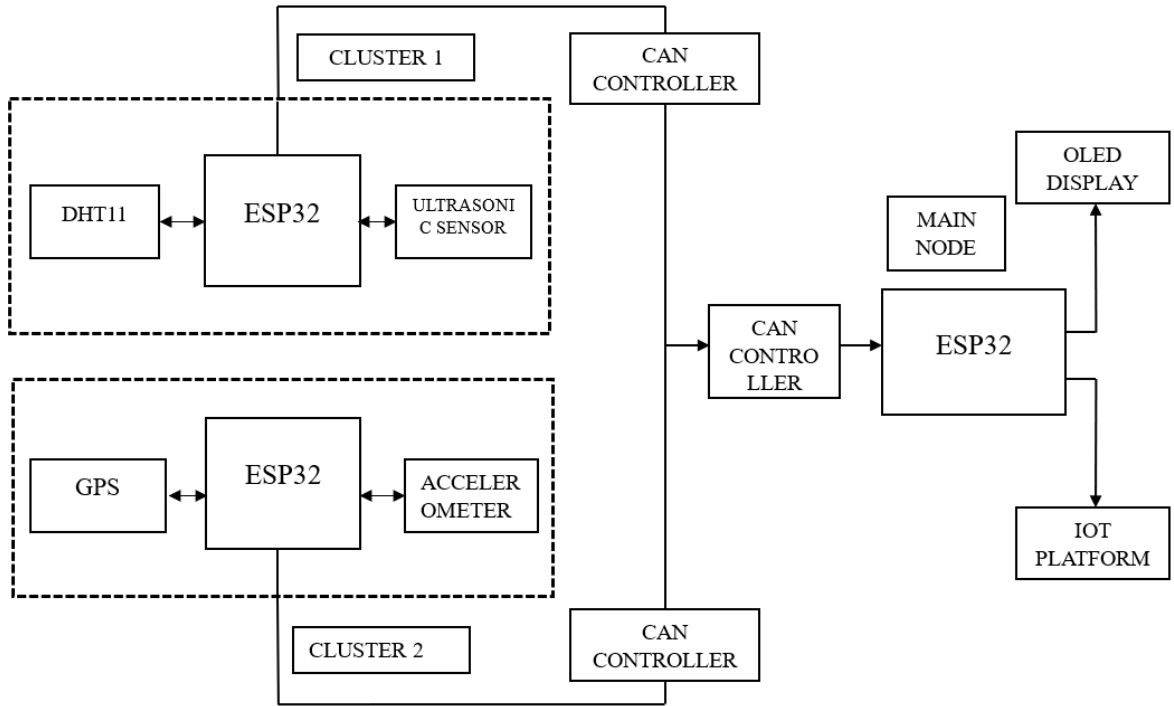 CLUSTER 1
CAN
CONTROLLER
DHT11
ESP32
ULTRASONI
C SENSOR
OLED
DISPLAY
MAIN
NODE
CAN
CONTRO
LLER
ESP32
GPS
ESP32
ACCELER
OMETER
IOT
PLATFORM
CLUSTER 2
CAN
CONTROLLER